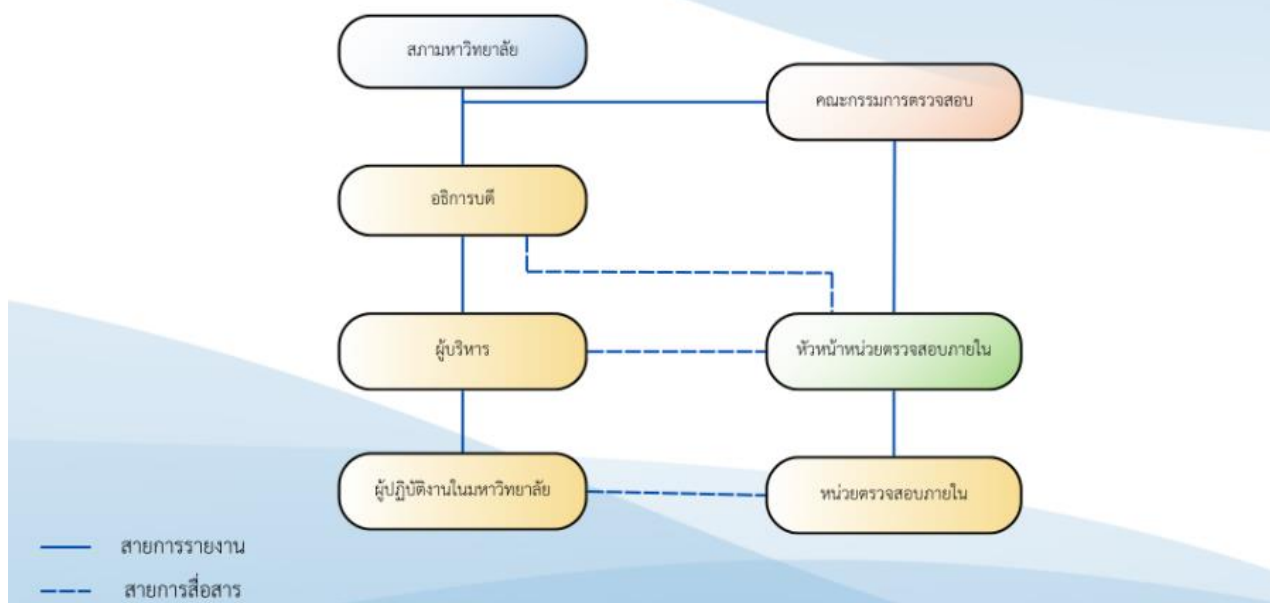 สภามหาวิทยาลัย
คณะกรรมการตรวจสอบ
อธิการบดี
ผู้บริหาร
หัวหน้าหน่วยตรวจสอบภายใน
ผู้ปฏิบัติงานในมหาวิทยาลัย
หน่วยตรวจสอบภายใน
สายการรายงาน
สายการสื่อสาร